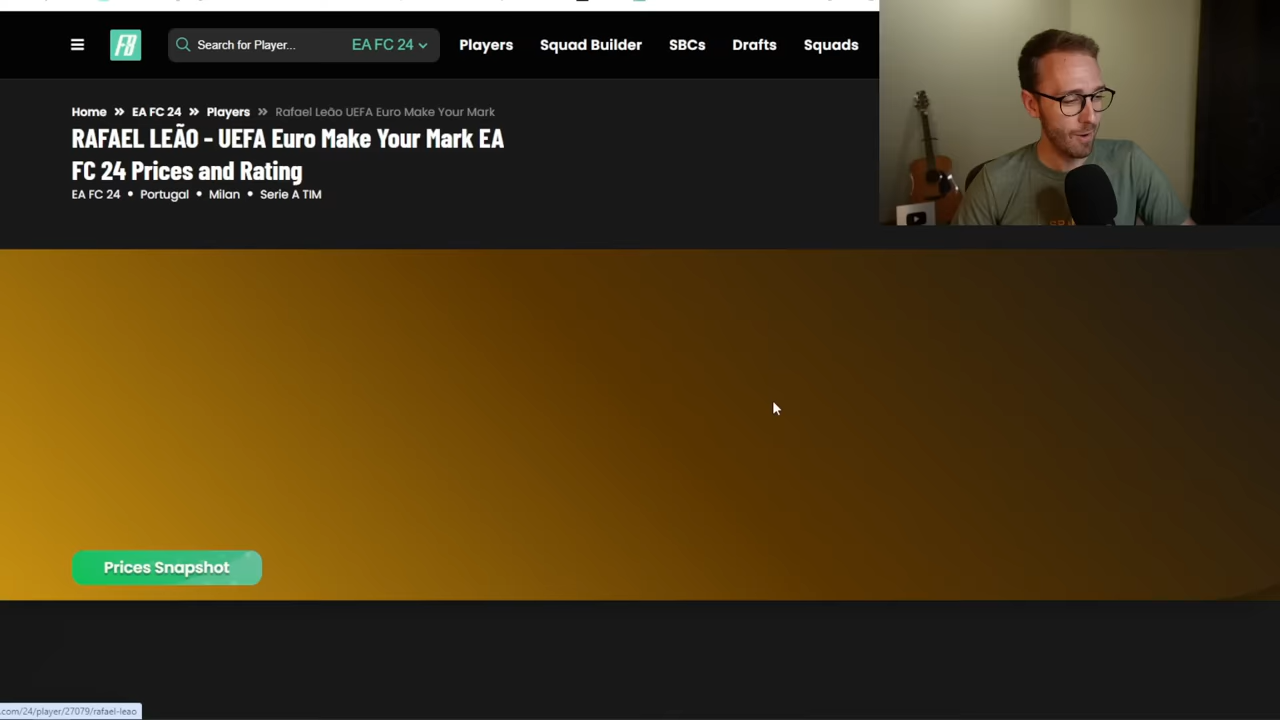 FB
Search for Player...
EA FC 24
Players
Squad Builder
SBCs
Drafts
Squads
Home » EA FC 24 » Players » Rafael Leão UEFA Euro Make Your Mark
RAFAEL LEÃO - UEFA Euro Make Your Mark EA
FC 24 Prices and Rating
EA FC 24 • Portugal • Milan • Serie A TIM
Prices Snapshot
.com/24/player/27079/rafael-leao